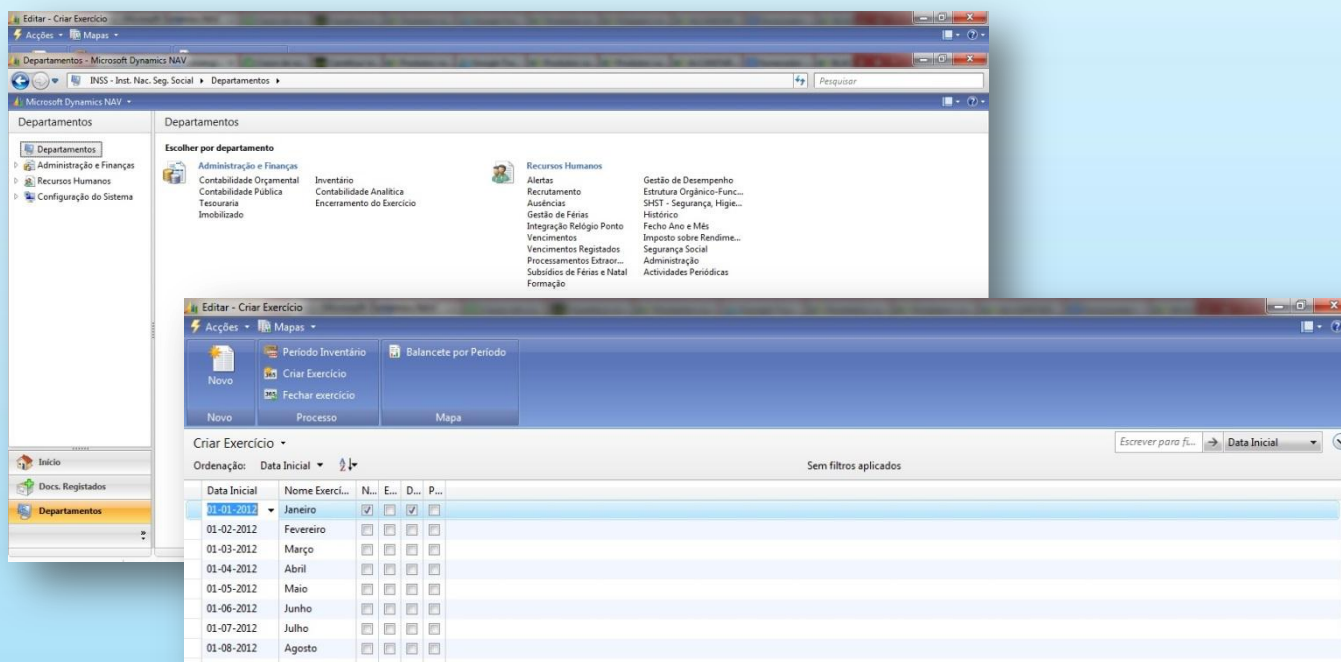 Editar - Criar Exercício
Acções Mapas
Departamentos - Microsoft Dynamics NAV
INSS - Inst. Nac. Seg. Social Departamentos
Pesquisar
Microsoft Dynamics NAV
Departamentos
Departamentos
Administração e Finanças
Recursos Humanos
Configuração do Sistema
Início
Docs. Registados
Departamentos
Departamentos
Escolher por departamento
Administração e Finanças
Contabilidade Orçamental Inventário
Contabilidade Pública Contabilidade Analítica
Tesouraria Encerramento do Exercício
Imobilizado
Recursos Humanos
Alertas Gestão de Desempenho
Recrutamento Estrutura Orgânico-Func...
Ausências SHST - Segurança, Higie...
Gestão de Férias Histórico
Integração Relógio Ponto Fecho Ano e Mês
Vencimentos Imposto sobre Rendime...
Vencimentos Registados Segurança Social
Processamentos Extraor... Administração
Subsídios de Férias e Natal Actividades Periódicas
Formação
Editar - Criar Exercício
Acções Mapas
Novo
Período Inventário
Criar Exercício
Fechar exercício
Balancete por Período
Novo Processo Mapa
Criar Exercício
Escrever para fi... Data Inicial
Ordenação: Data Inicial
Sem filtros aplicados
Data Inicial Nome Exercí... N... E... D... P...
01-01-2012 Janeiro
01-02-2012 Fevereiro
01-03-2012 Março
01-04-2012 Abril
01-05-2012 Maio
01-06-2012 Junho
01-07-2012 Julho
01-08-2012 Agosto